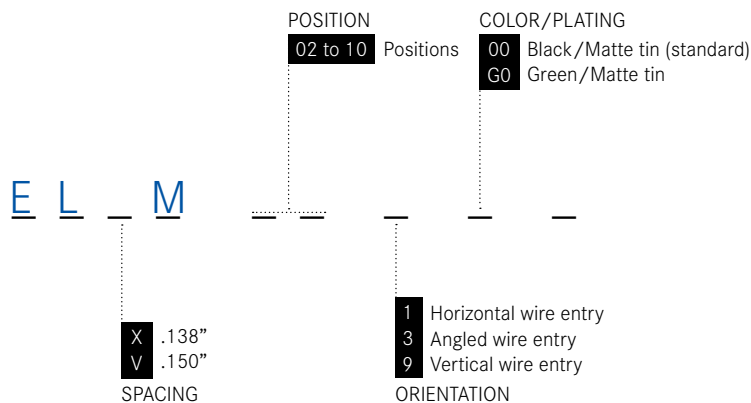 POSITION
02 to 10 Positions
COLOR/PLATING
00 Black/Matte tin (standard)
G0 Green/Matte tin
E L _ M _ _ _ _ _
X .138”
V .150”
SPACING
1 Horizontal wire entry
3 Angled wire entry
9 Vertical wire entry
ORIENTATION